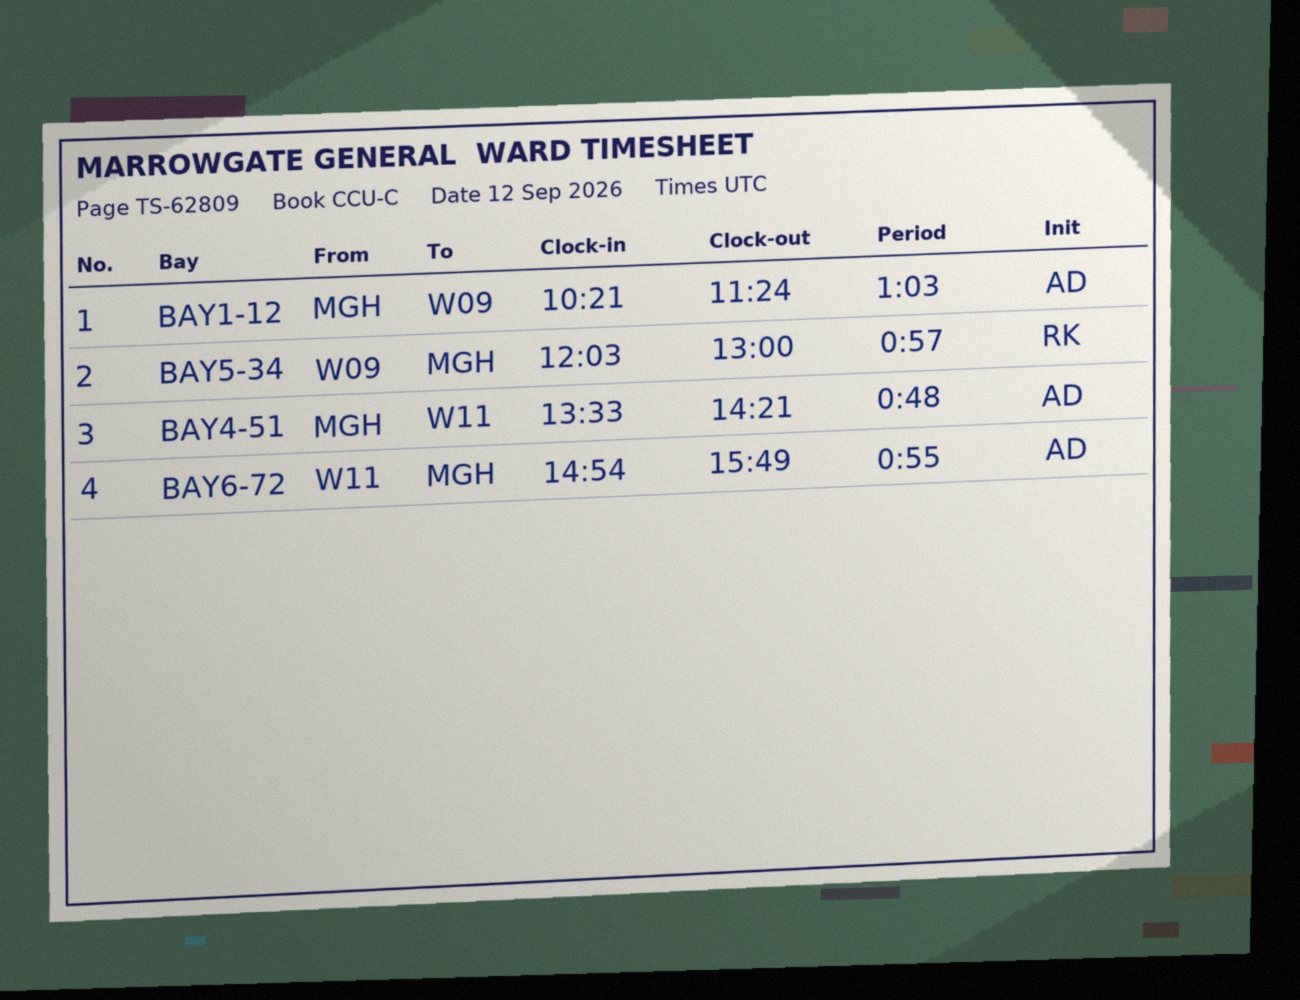 MARROWGATE GENERAL WARD TIMESHEET
Page TS-62809 Book CCU-C Date 12 Sep 2026 Times UTC
No. Bay From To Clock-in Clock-out Period Init
1 BAY1-12 MGH W09 10:21 11:24 1:03 AD
2 BAY5-34 W09 MGH 12:03 13:00 0:57 RK
3 BAY4-51 MGH W11 13:33 14:21 0:48 AD
4 BAY6-72 W11 MGH 14:54 15:49 0:55 AD